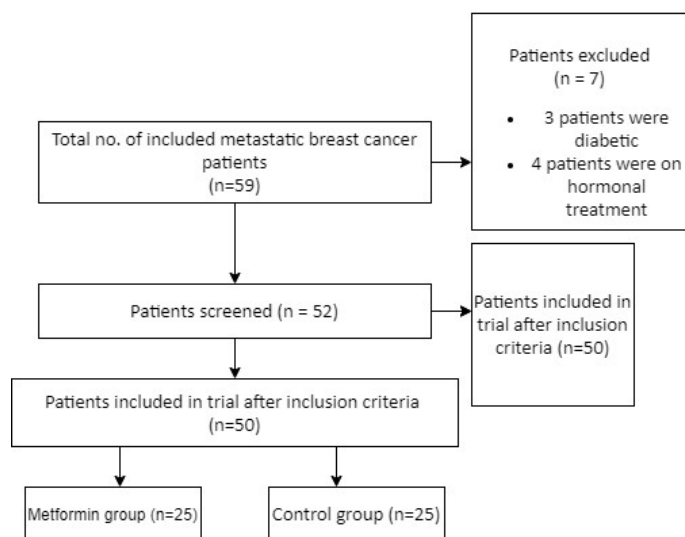 Patients excluded
(n = 7)
• 3 patients were
diabetic
• 4 patients were on
hormonal
treatment
Total no. of included metastatic breast cancer
patients
(n=59)
Patients screened (n = 52)
Patients included in
trial after inclusion
criteria (n=50)
Patients included in trial after inclusion criteria
(n=50)
Metformin group (n=25)
Control group (n=25)